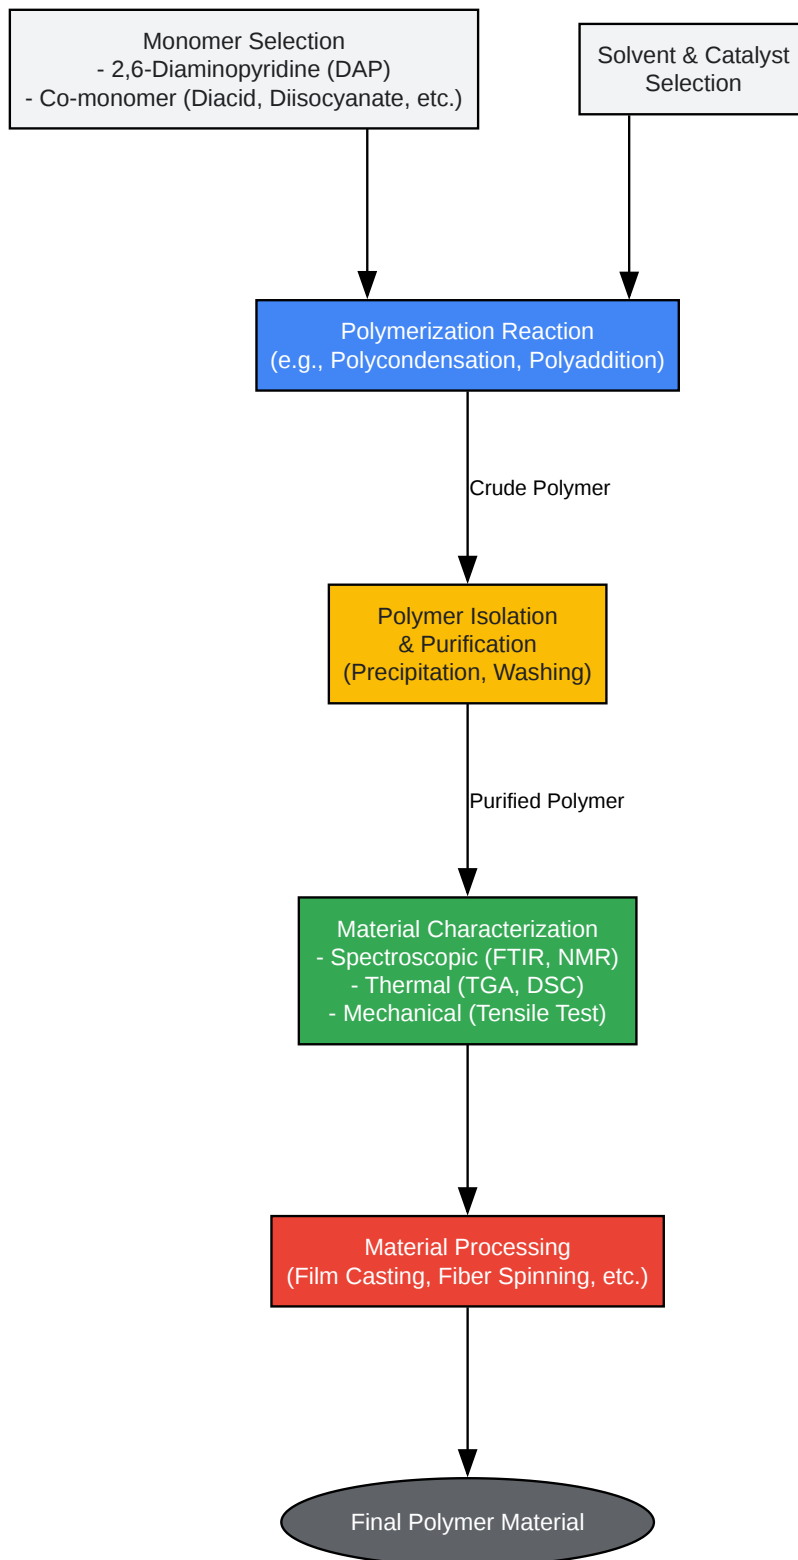 Monomer Selection
- 2,6-Diaminopyridine (DAP)
- Co-monomer (Diacid, Diisocyanate, etc.)
Solvent & Catalyst
Selection
Polymerization Reaction
(e.g., Polycondensation, Polyaddition)
Crude Polymer
Polymer Isolation
& Purification
(Precipitation, Washing)
Purified Polymer
Material Characterization
- Spectroscopic (FTIR, NMR)
- Thermal (TGA, DSC)
- Mechanical (Tensile Test)
Material Processing
(Film Casting, Fiber Spinning, etc.)
Final Polymer Material